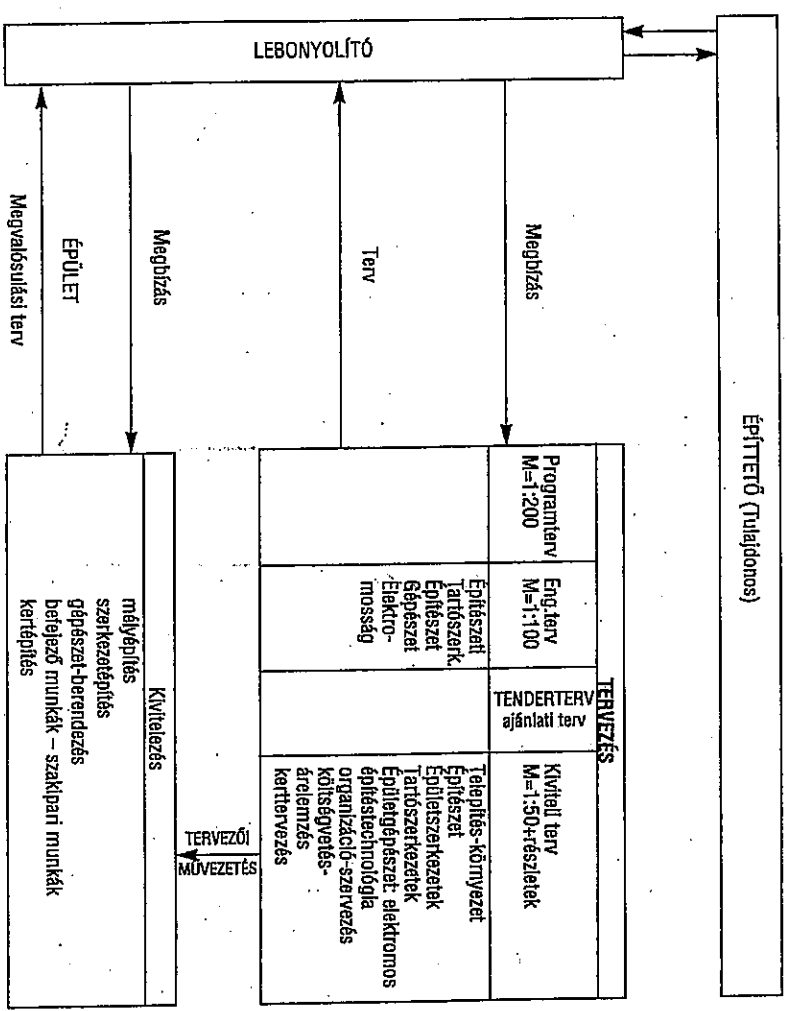 ÉPÍTTETŐ (Tulajdonos)
LEBONYOLÍTÓ
Megbízás
Terv
Megbízás
ÉPÜLET
Megvalósulási terv
TERVEZÉS
Programterv
M=1:200
Eng.terv
M=1:100
TENDERTERV
ajánlati terv
Kiviteli terv
M=1:50+részletek
Építészeti
Tartószerk.
Építészet
Gépészet
Elektro-
mosság
Telepítés-környezet
Építészet
Épületszerkezetek
Tartószerkezetek
Épületgépészet: elektromos
építéstechnológia
organizáció-szervezés
költségvetés-
árelemzés
kerttervezés
TERVEZŐI
MŰVEZETÉS
Kivitelezés
mélyépítés
szerkezetépítés
gépészet-berendezés
befejező munkák – szakipari munkák
kertépítés